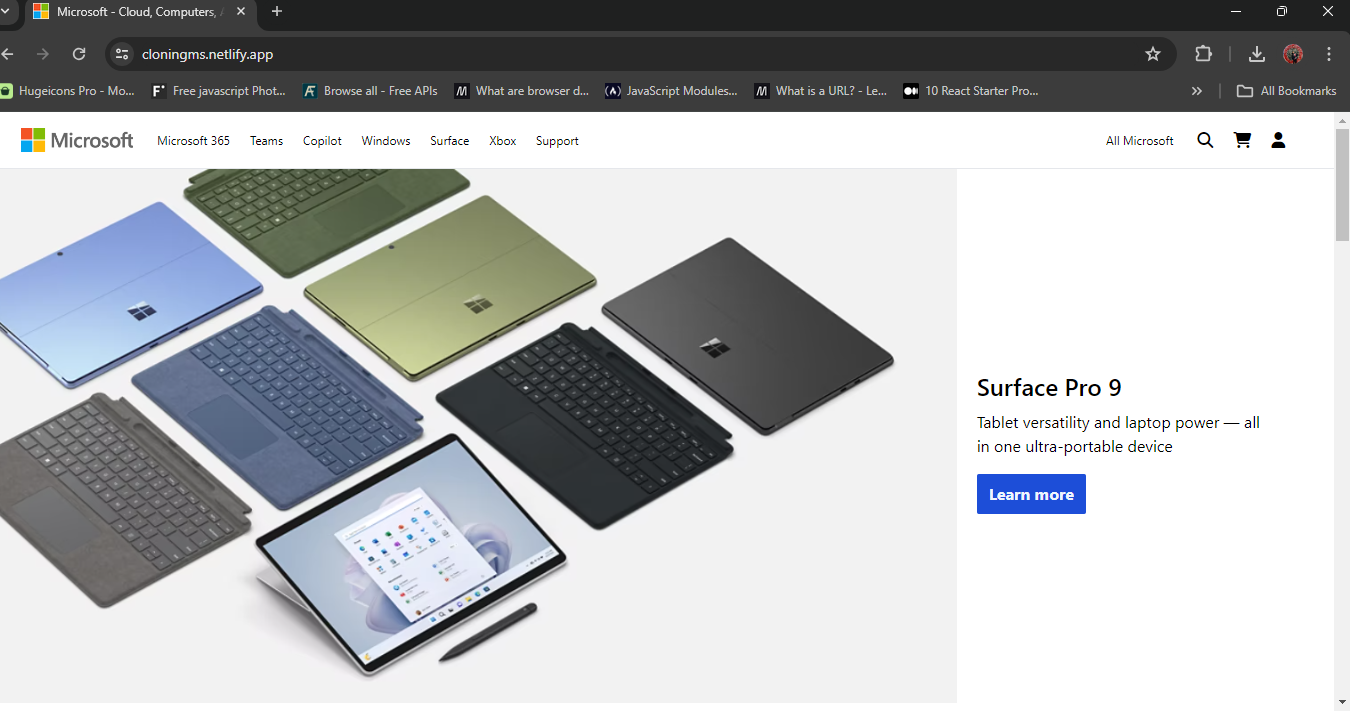 Microsoft - Cloud, Computers,
cloningms.netlify.app
Hugeicons Pro - Mo...
Free javascript Phot...
Browse all - Free APIs
What are browser d...
JavaScript Modules...
What is a URL? - Le...
10 React Starter Pro...
All Bookmarks
Microsoft
Microsoft 365
Teams
Copilot
Windows
Surface
Xbox
Support
All Microsoft
Surface Pro 9
Tablet versatility and laptop power — all
in one ultra-portable device
Learn more